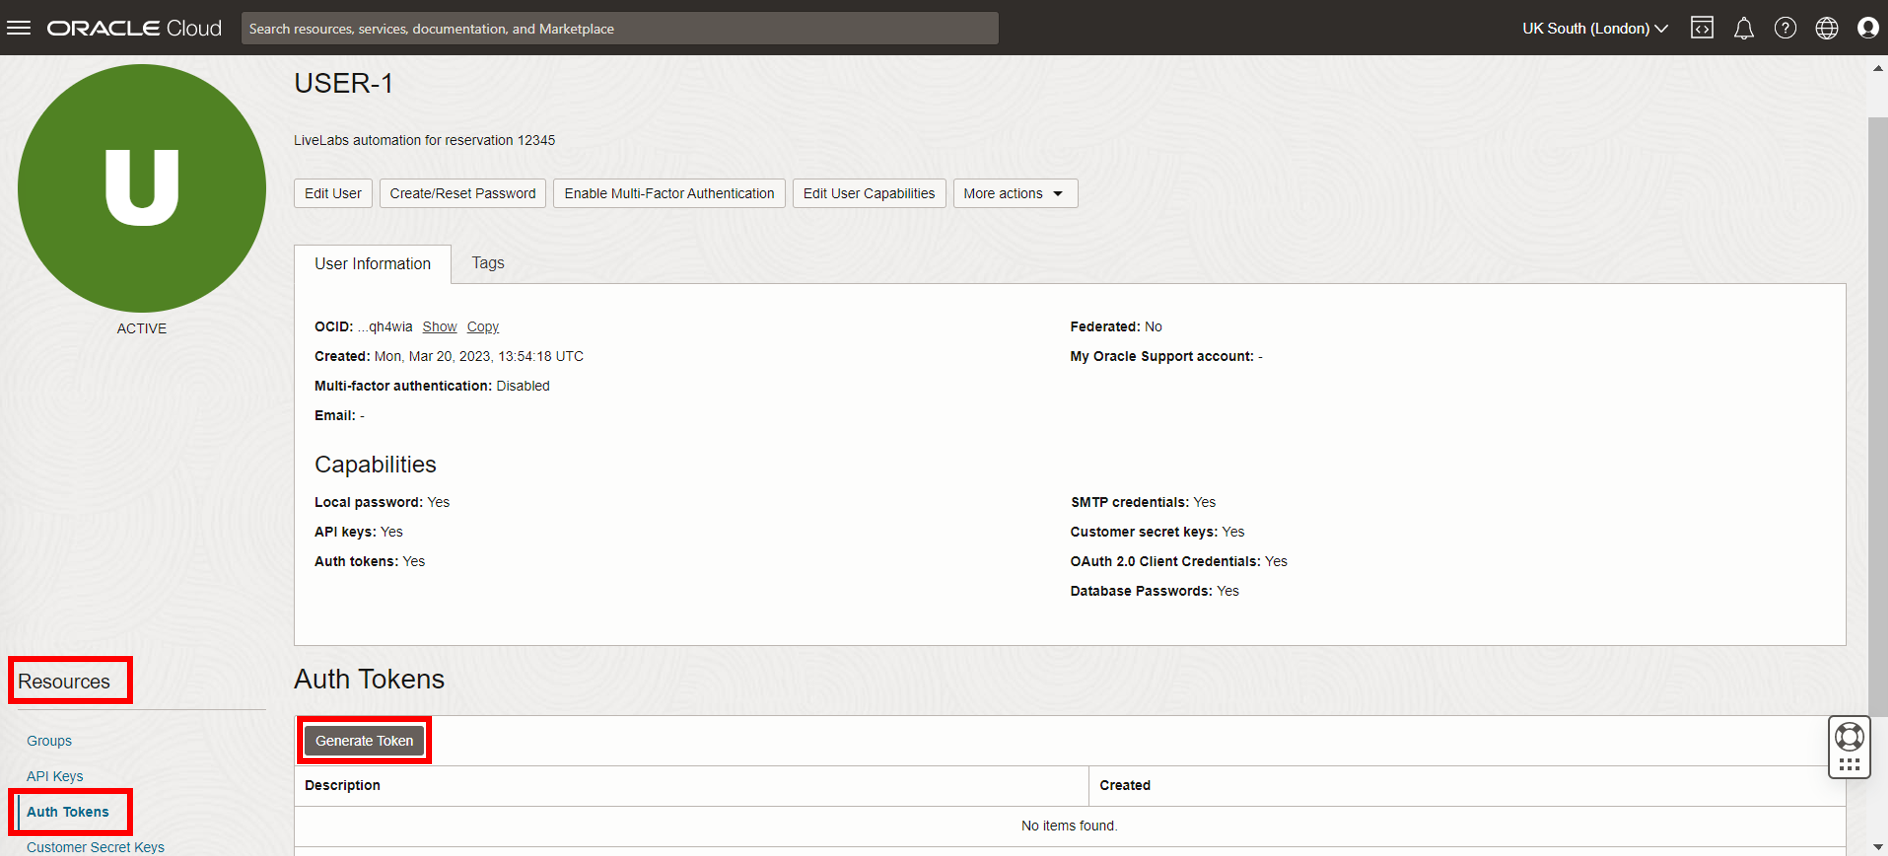 ORACLE Cloud
Search resources, services, documentation, and Marketplace
UK South (London)
U
ACTIVE
USER-1
LiveLabs automation for reservation 12345
Edit User Create/Reset Password Enable Multi-Factor Authentication Edit User Capabilities More actions
User Information Tags
OCID: ...qh4wia Show Copy
Federated: No
Created: Mon, Mar 20, 2023, 13:54:18 UTC
My Oracle Support account: -
Multi-factor authentication: Disabled
Email: -
Capabilities
Local password: Yes
SMTP credentials: Yes
API keys: Yes
Customer secret keys: Yes
Auth tokens: Yes
OAuth 2.0 Client Credentials: Yes
Database Passwords: Yes
Resources
Groups
API Keys
Auth Tokens
Customer Secret Keys
Auth Tokens
Generate Token
Description Created
No items found.